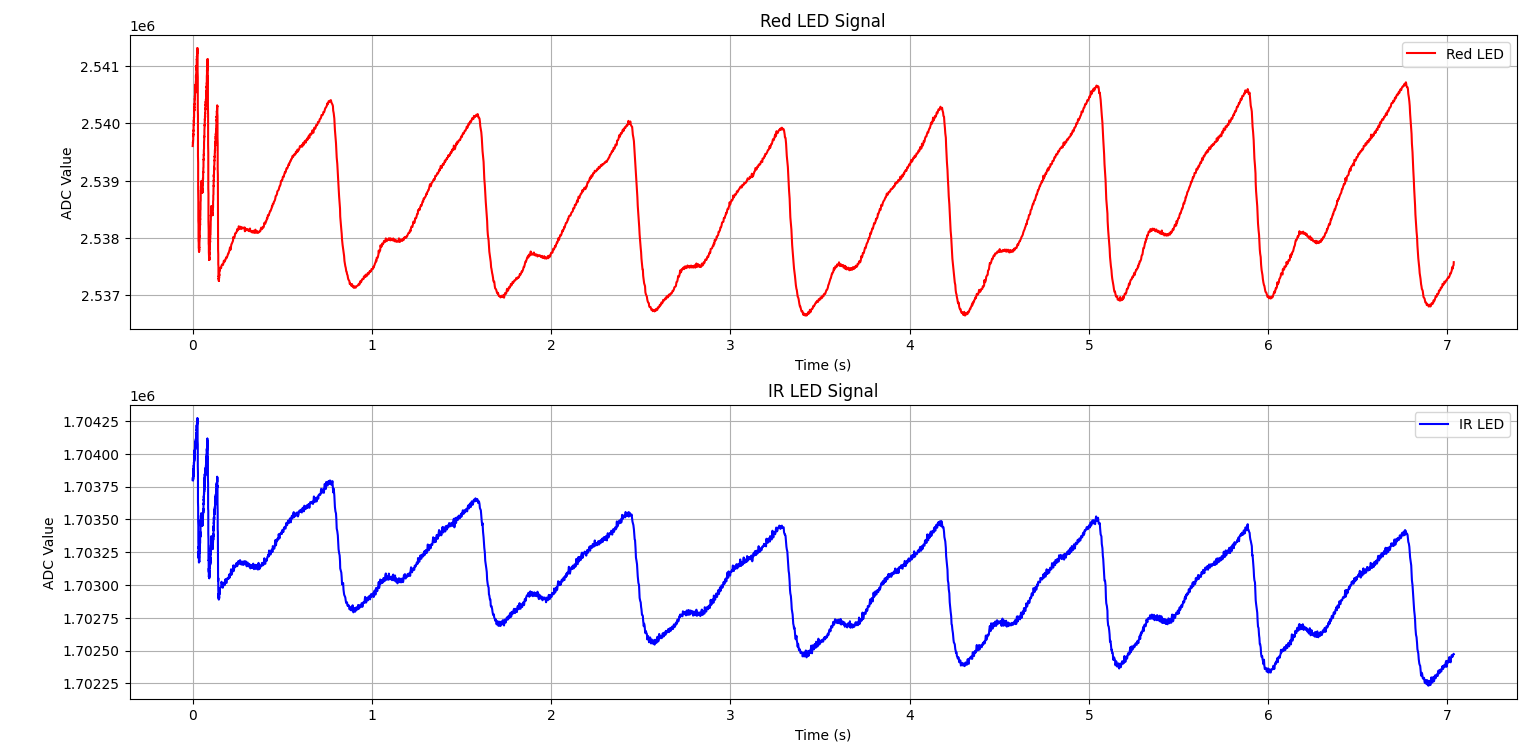 Red LED Signal
1e6
Red LED
2.541
2.540
2.539
2.538
2.537
ADC Value
0 1 2 3 4 5 6 7
Time (s)
IR LED Signal
1e6
IR LED
1.70425
1.70400
1.70375
1.70350
1.70325
1.70300
1.70275
1.70250
1.70225
ADC Value
0 1 2 3 4 5 6 7
Time (s)